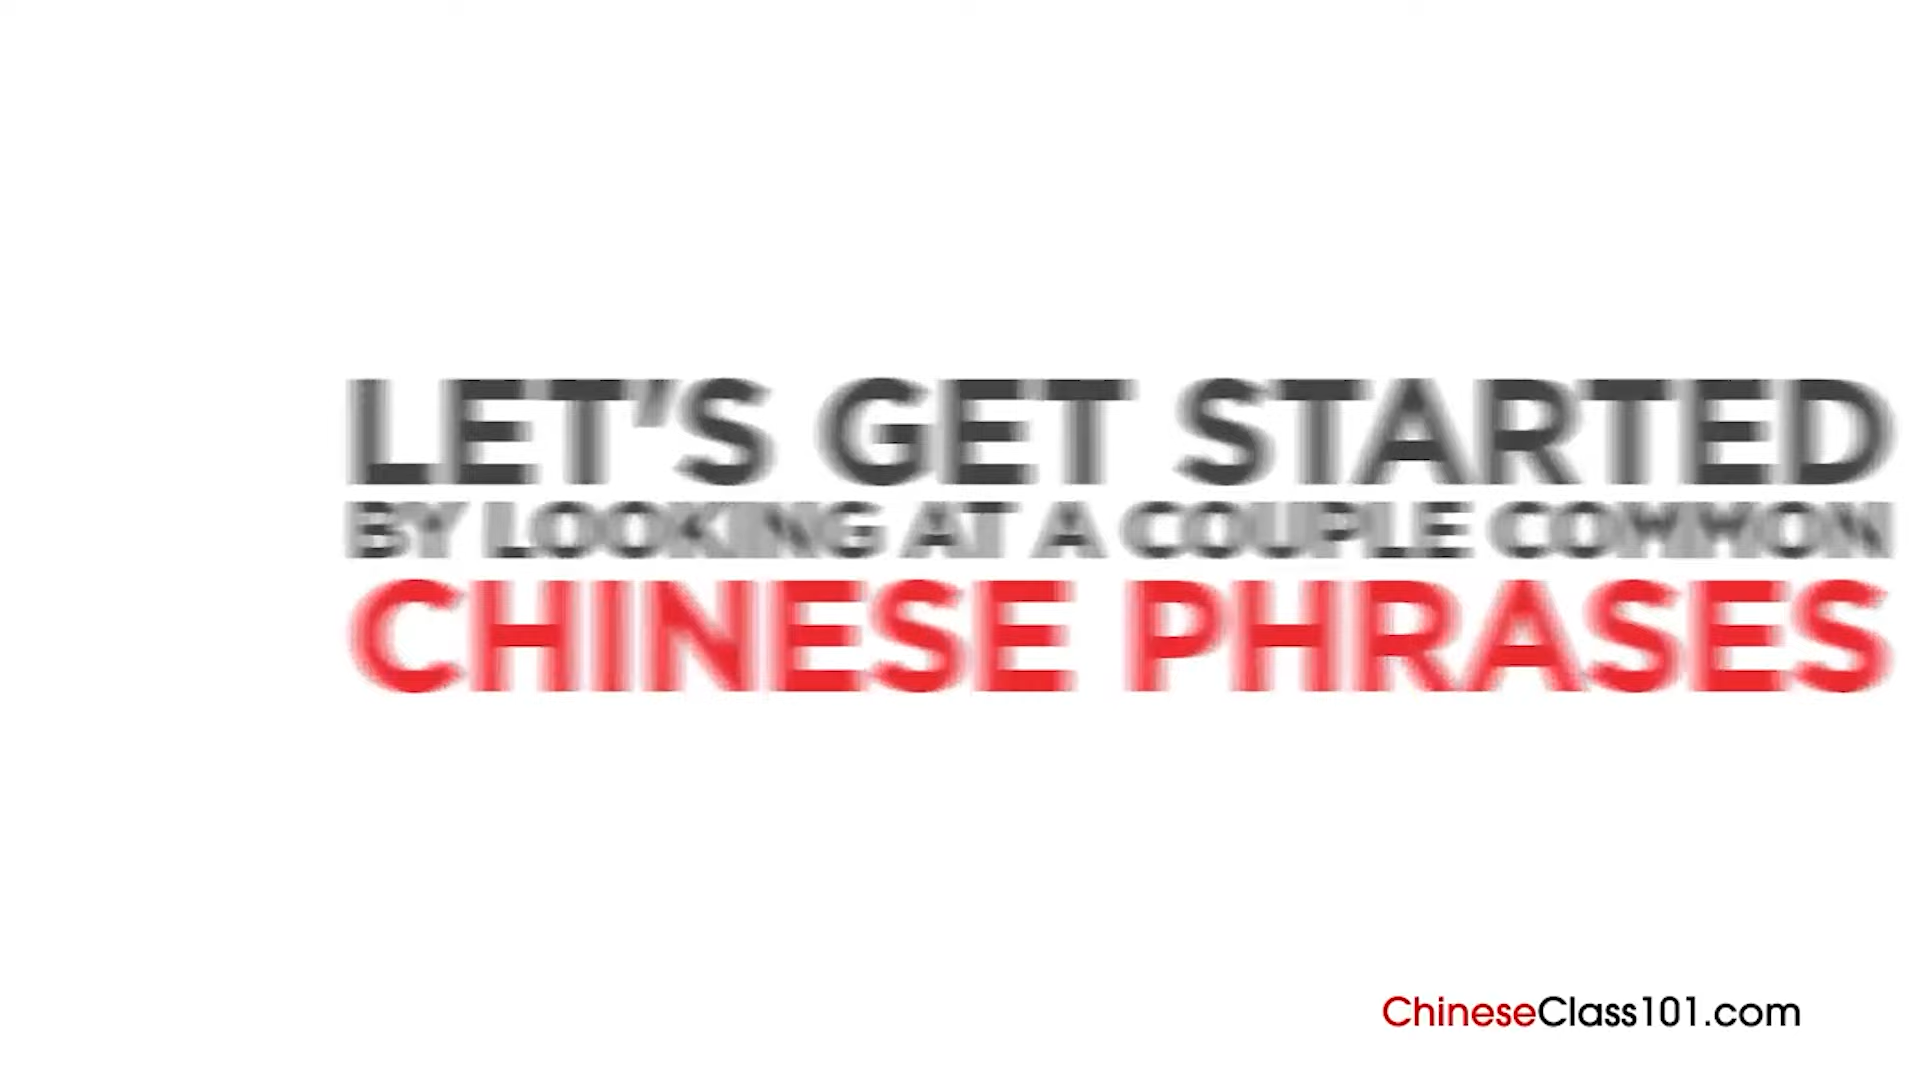 LET'S GET STARTED
BY LOOKING AT A COUPLE COMMON
CHINESE PHRASES
ChineseClass101.com